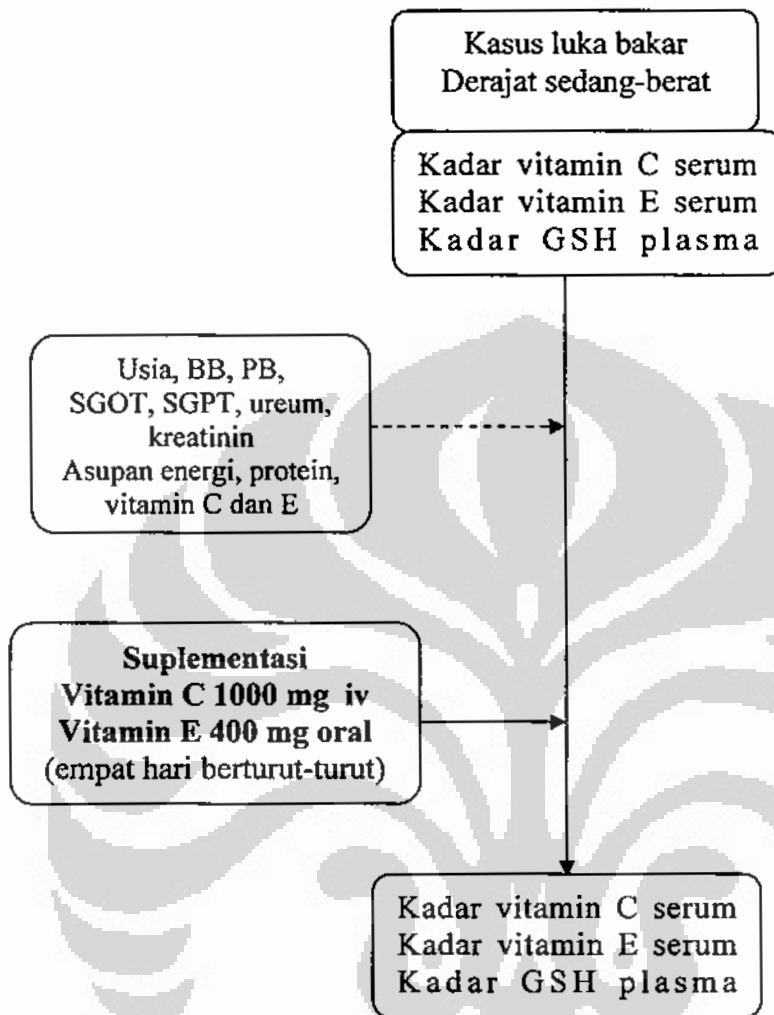 Kasus luka bakar
Derajat sedang-berat
Kadar vitamin C serum
Kadar vitamin E serum
Kadar GSH plasma
Usia, BB, PB,
SGOT, SGPT, ureum,
kreatinin
Asupan energi, protein,
vitamin C dan E
Suplementasi
Vitamin C 1000 mg iv
Vitamin E 400 mg oral
(empat hari berturut-turut)
Kadar vitamin C serum
Kadar vitamin E serum
Kadar GSH plasma